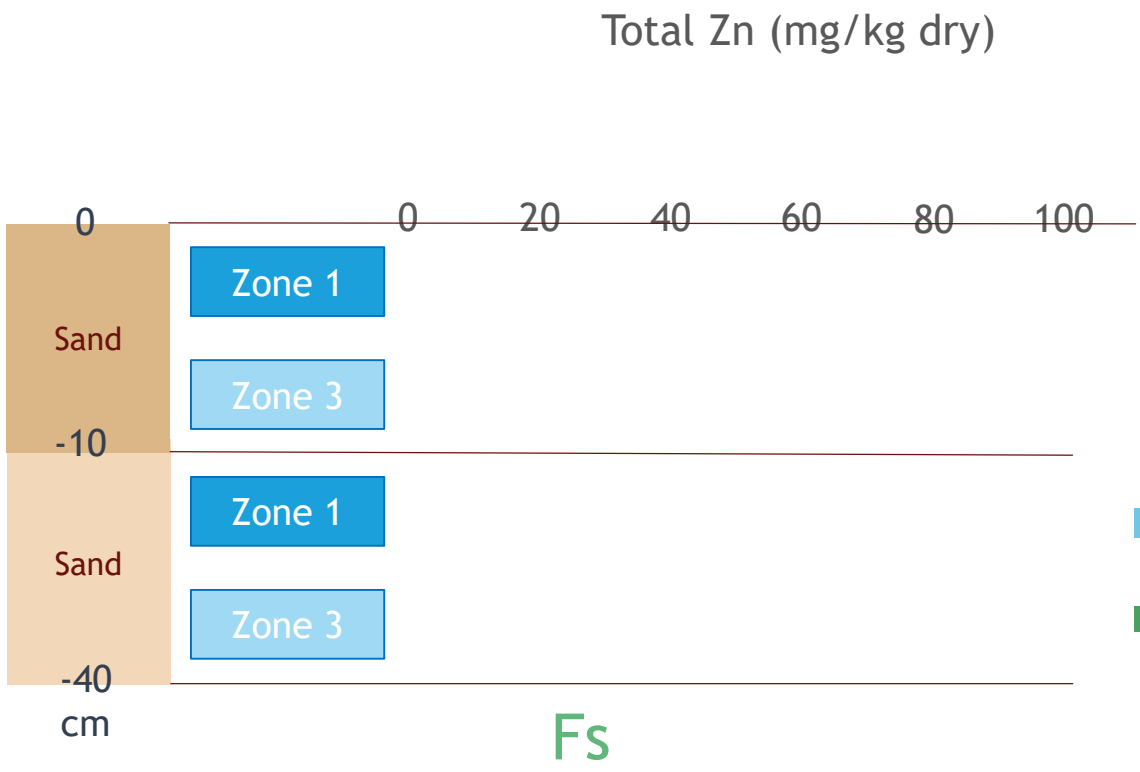 Total Zn (mg/kg dry)
0 0 20 40 60 80 100
Zone 1
Sand
Zone 3
-10
Zone 1
Sand
Zone 3
-40
cm
Fs